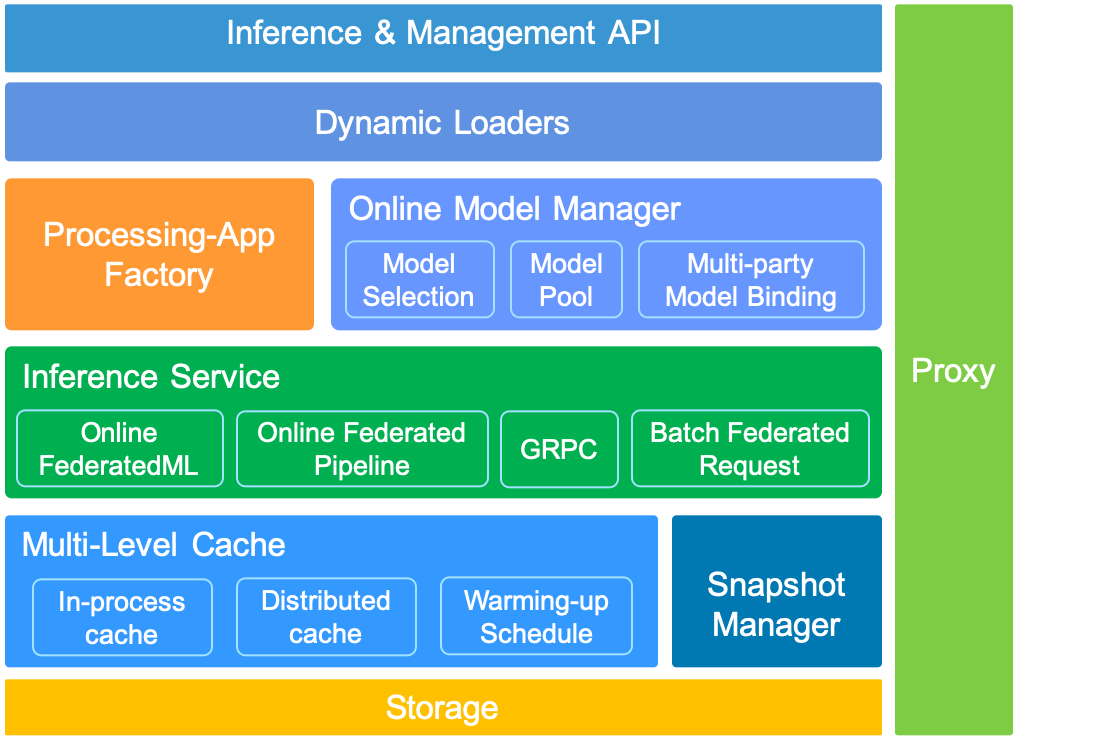 Inference & Management API
Dynamic Loaders
Processing-App
Factory
Online Model Manager
Model
Selection
Model
Pool
Multi-party
Model Binding
Inference Service
Online
FederatedML
Online Federated
Pipeline
GRPC
Batch Federated
Request
Multi-Level Cache
In-process
cache
Distributed
cache
Warming-up
Schedule
Snapshot
Manager
Storage
Proxy